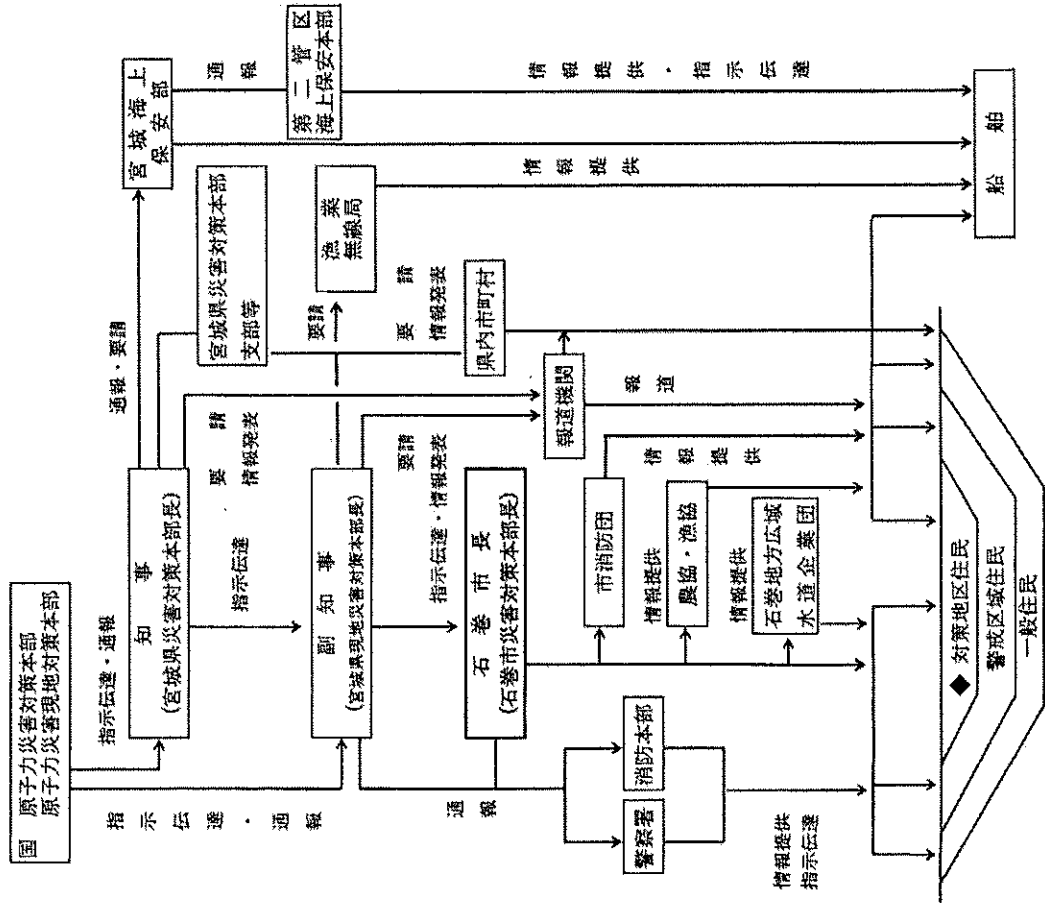 国 原子力災害対策本部
原子力災害現地対策本部
指示伝達・通報
指示伝達・通報
知事
(宮城県災害対策本部長)
通報・要請
宮城海上
保安部
通報
第二管区
海上保安本部
情報提供・指示伝達
宮城県災害対策本部
支部等
要請
情報発表
指示伝達
副知事
(宮城県現地災害対策本部長)
要請
漁業
無線局
情報提供
要請
情報発表
県内市町村
要請
指示伝達・情報発表
報道機関
報道
石巻市長
(石巻市災害対策本部長)
通報
市消防団
情報提供
情報提供
農協・漁協
情報提供
石巻地方広域
水道企業団
警察署
消防本部
情報提供
指示伝達
船舶
◆ 対策地区住民
警戒区域住民
一般住民